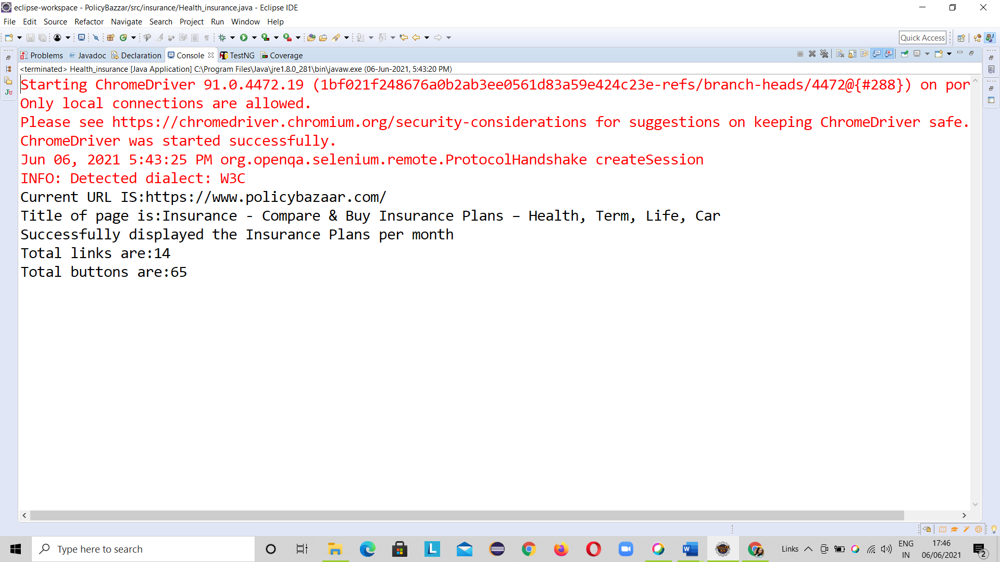 eclipse-workspace - PolicyBazzar/src/insurance/Health_insurance.java - Eclipse IDE
File Edit Source Refactor Navigate Search Project Run Window Help
Quick Access
Problems @ Javadoc Declaration Console TestNG Coverage
<terminated> Health_insurance [Java Application] C:\Program Files\Java\jre1.8.0_281\bin\javaw.exe (06-Jun-2021, 5:43:20 PM)
Starting ChromeDriver 91.0.4472.19 (1bf021f248676a0b2ab3ee0561d83a59e424c23e-refs/branch-heads/4472@{#288}) on por
Only local connections are allowed.
Please see https://chromedriver.chromium.org/security-considerations for suggestions on keeping ChromeDriver safe.
ChromeDriver was started successfully.
Jun 06, 2021 5:43:25 PM org.openqa.selenium.remote.ProtocolHandshake createSession
INFO: Detected dialect: W3C
Current URL IS:https://www.policybazaar.com/
Title of page is:Insurance - Compare & Buy Insurance Plans – Health, Term, Life, Car
Successfully displayed the Insurance Plans per month
Total links are:14
Total buttons are:65
Type here to search
Links
ENG
IN
17:46
06/06/2021
2